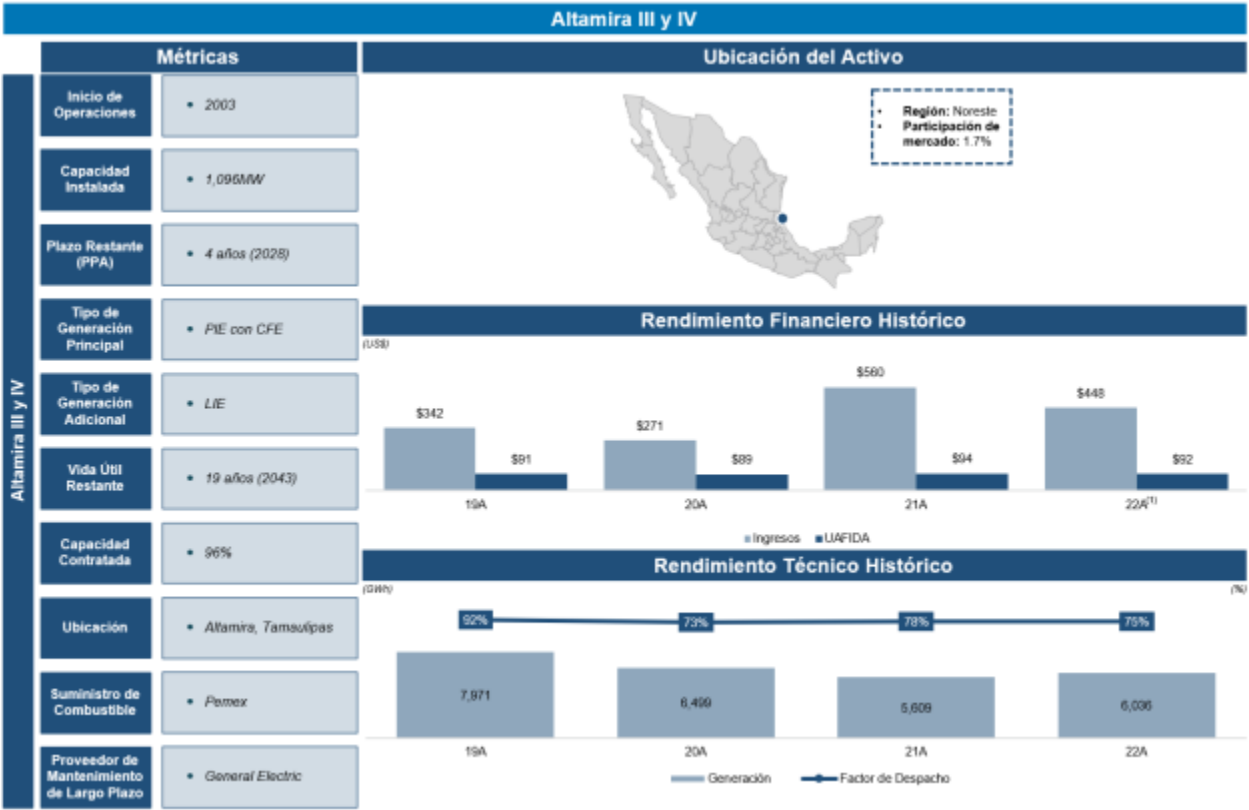 Altamira III y IV
Métricas
Altamira III y IV
Inicio de
Operaciones
• 2003
Capacidad
Instalada
• 1,096MW
Plazo Restante
(PPA)
• 4 años (2028)
Tipo de
Generación
Principal
• PIE con CFE
Tipo de
Generación
Adicional
• LIE
Vida Útil
Restante
• 19 años (2043)
Capacidad
Contratada
• 96%
Ubicación
• Altamira, Tamaulipas
Suministro de
Combustible
• Pemex
Proveedor de
Mantenimiento
de Largo Plazo
• General Electric
Ubicación del Activo
• Región: Noreste
• Participación de
mercado: 1.7%
Rendimiento Financiero Histórico
(US$)
$342
$91
$271
$89
$560
$94
$448
$92
19A
20A
21A
22A(1)
Ingresos
UAFIDA
Rendimiento Técnico Histórico
(GWh)
(%)
92%
73%
78%
75%
7,971
6,499
5,609
6,036
19A
20A
21A
22A
Generación
Factor de Despacho